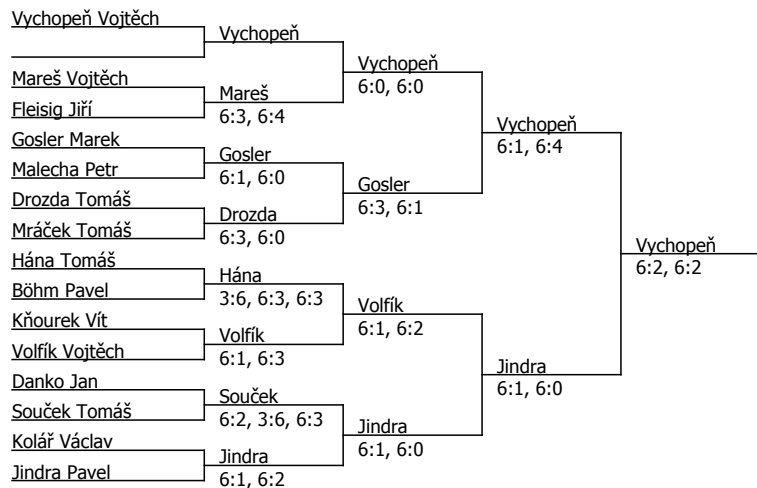 Vychopeň Vojtěch
Mareš Vojtěch
Fleisig Jiří
Gosler Marek
Malecha Petr
Drozda Tomáš
Mráček Tomáš
Hána Tomáš
Böhm Pavel
Kňourek Vít
Volfík Vojtěch
Danko Jan
Souček Tomáš
Kolář Václav
Jindra Pavel
Vychopeň
Mareš
6:3, 6:4
Gosler
6:1, 6:0
Drozda
6:3, 6:0
Hána
3:6, 6:3, 6:3
Volfík
6:1, 6:3
Souček
6:2, 3:6, 6:3
Jindra
6:1, 6:2
Vychopeň
6:0, 6:0
Gosler
6:3, 6:1
Volfík
6:1, 6:2
Jindra
6:1, 6:0
Vychopeň
6:1, 6:4
Jindra
6:1, 6:0
Vychopeň
6:2, 6:2